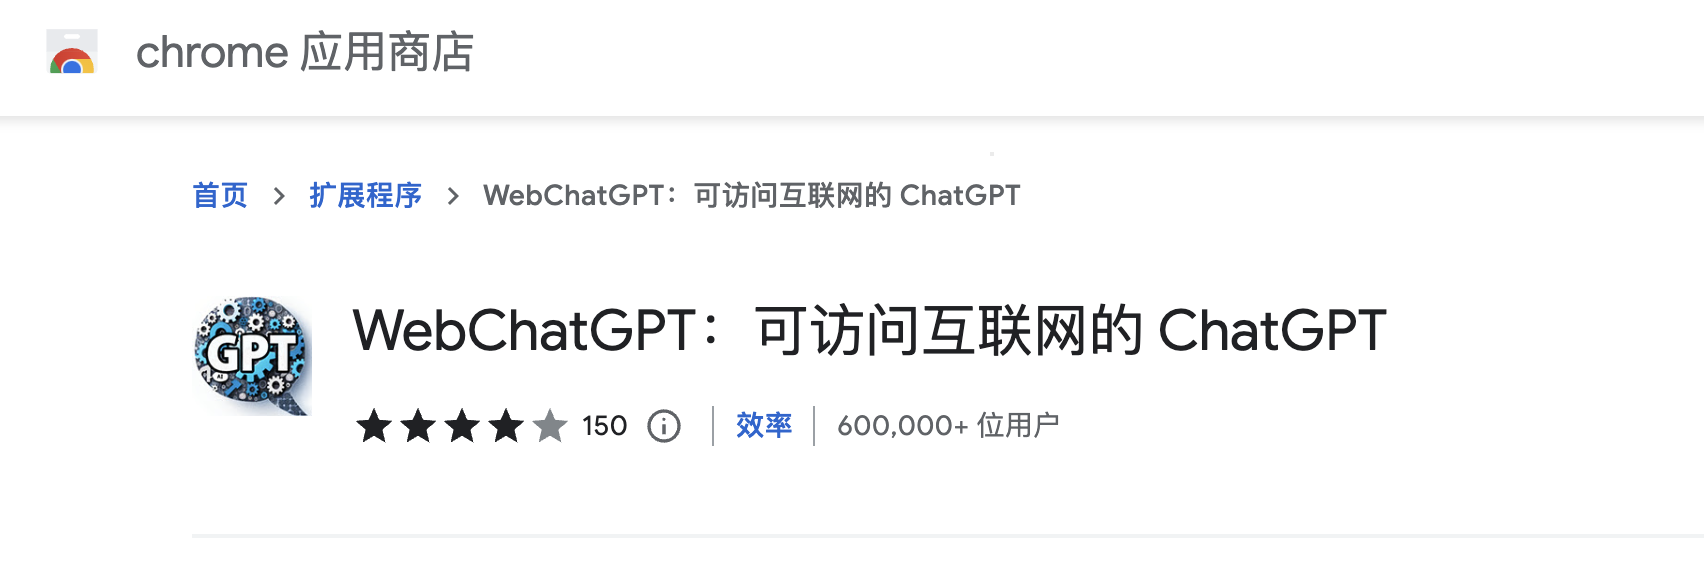 chrome 应用商店
首页 > 扩展程序 > WebChatGPT：可访问互联网的 ChatGPT
GPT
AI
WebChatGPT：可访问互联网的 ChatGPT
150 效率 600,000+ 位用户